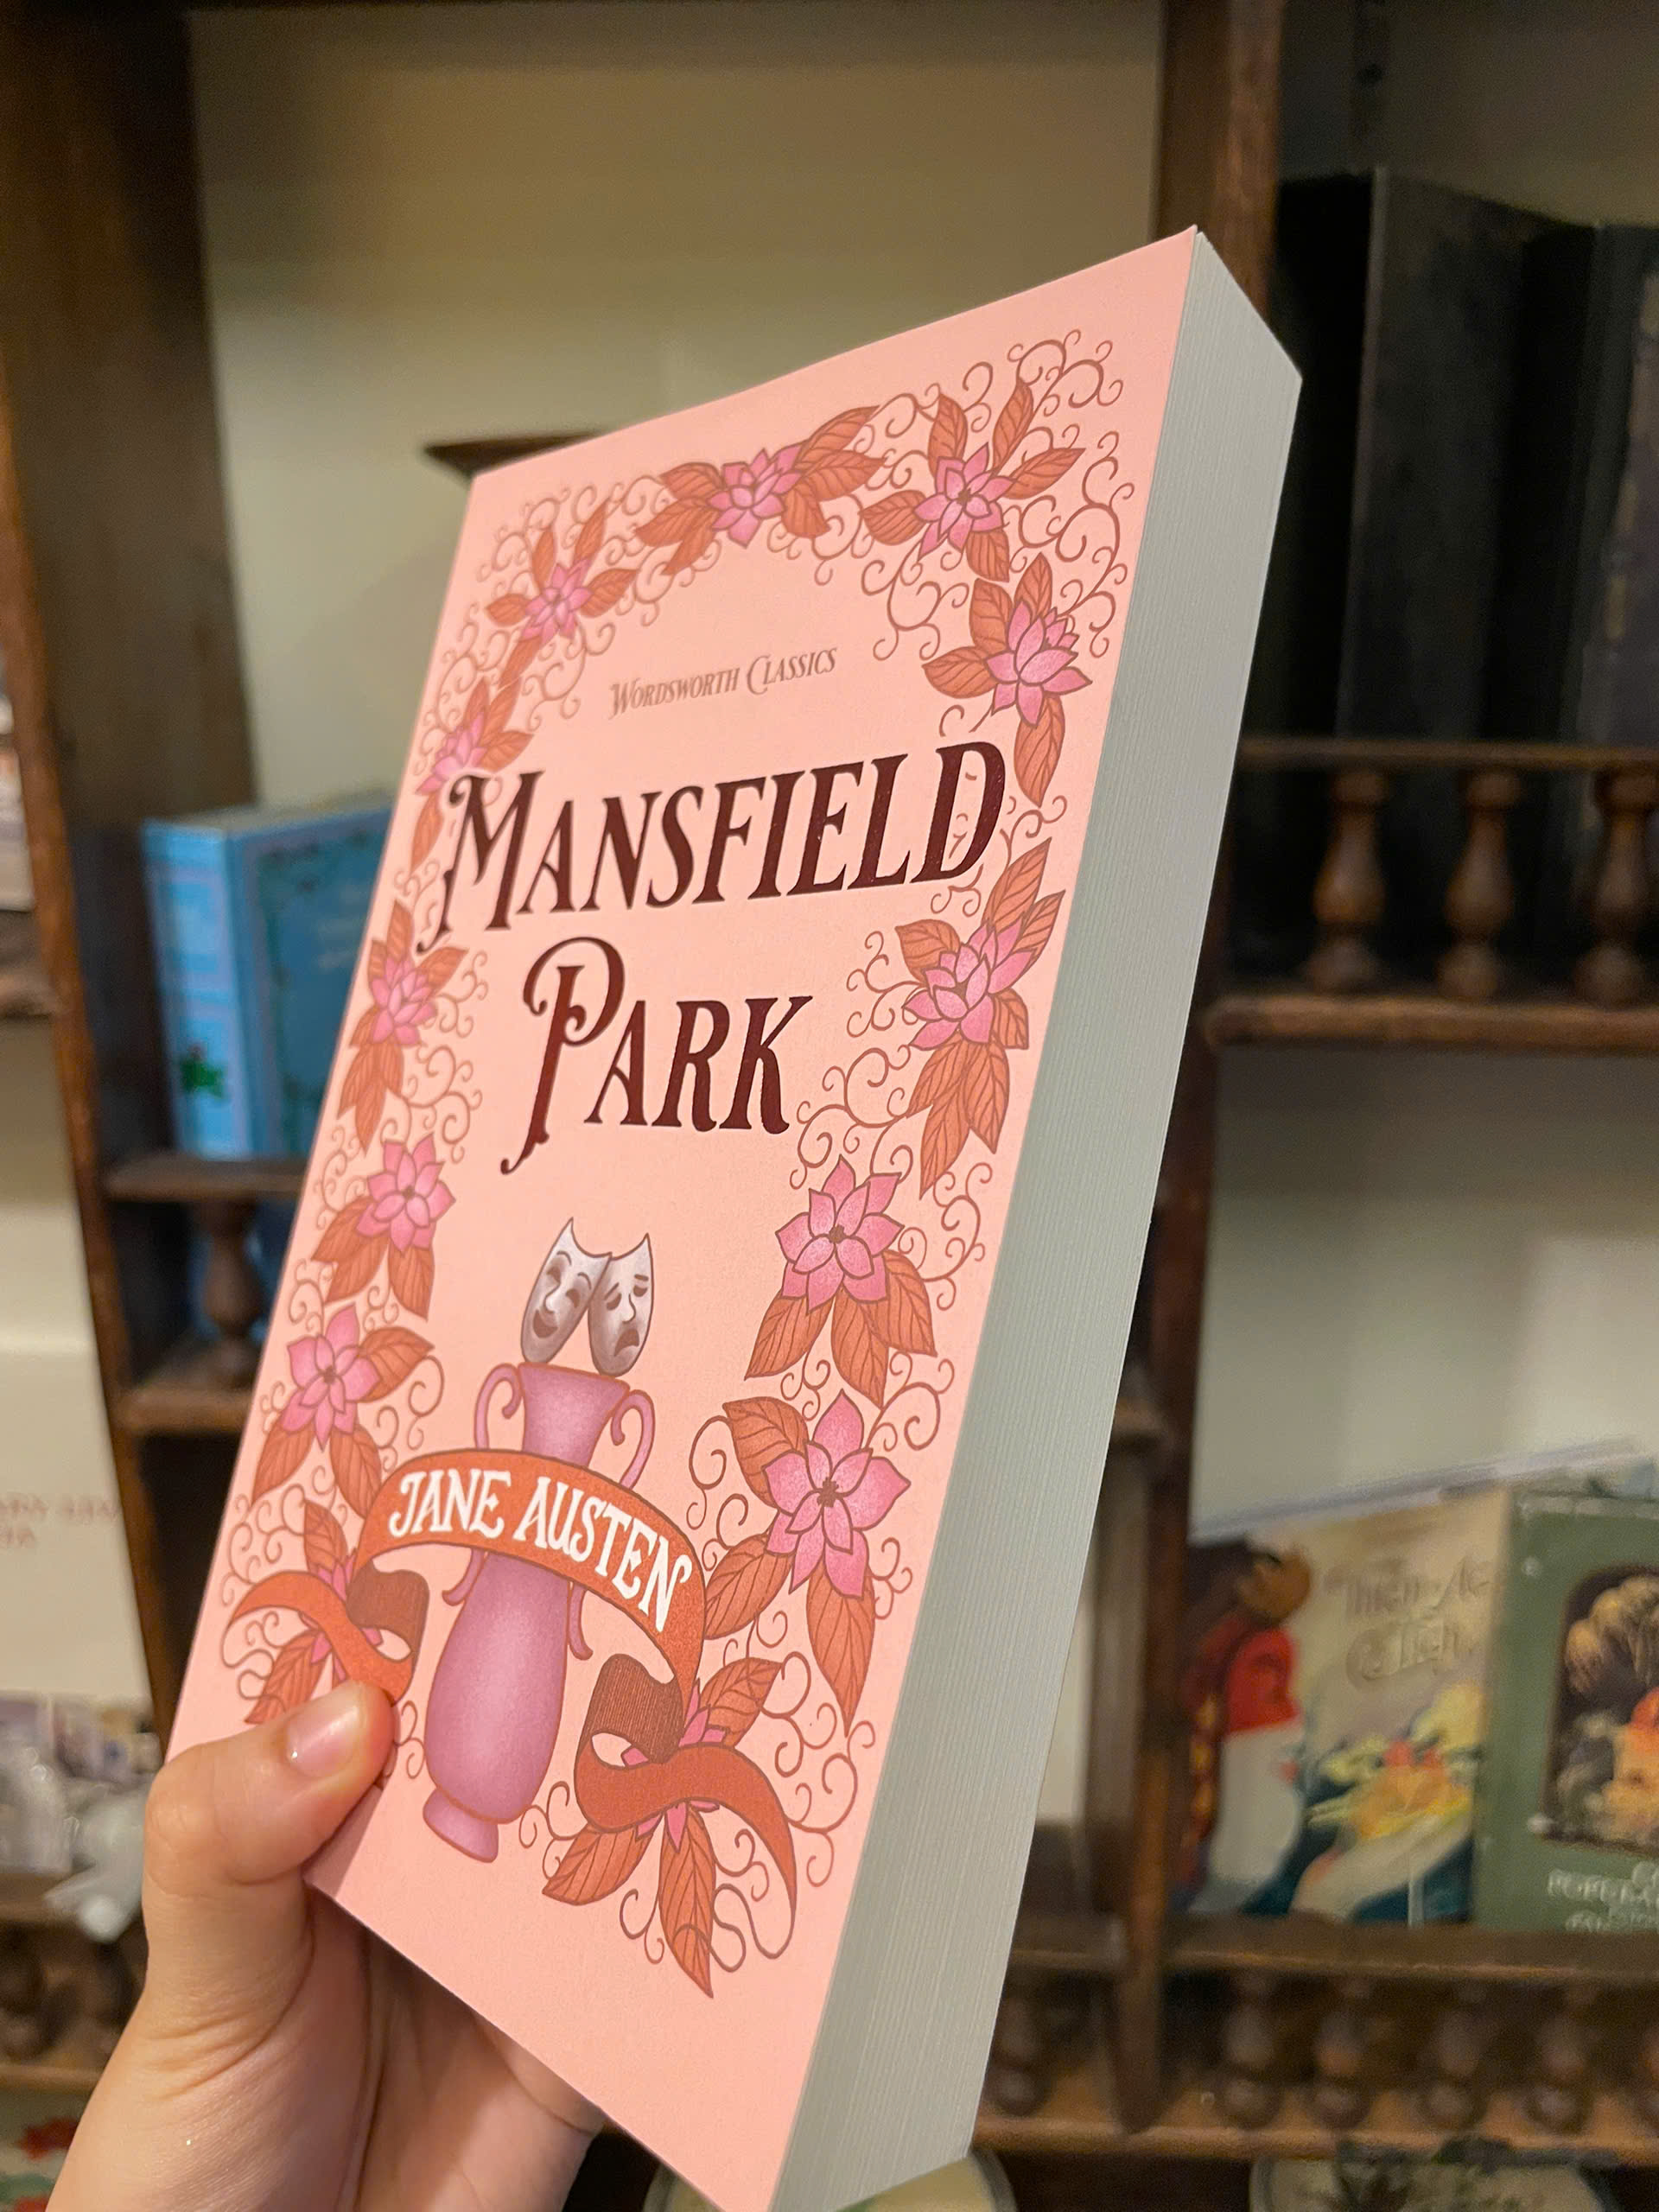 Wordsworth Classics
Mansfield
Park
Jane Austen